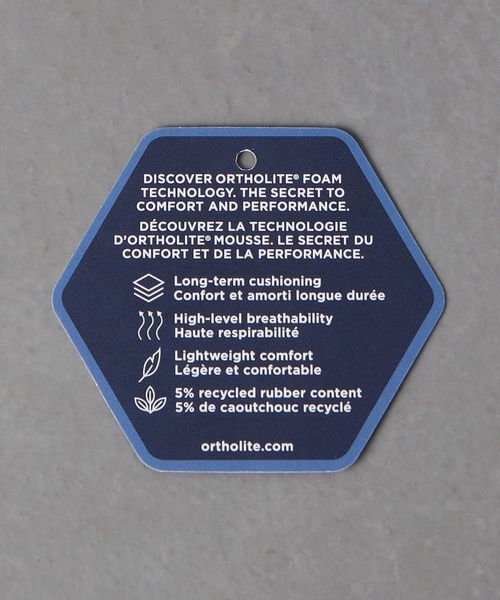 DISCOVER ORTHOLITE® FOAM
TECHNOLOGY. THE SECRET TO
COMFORT AND PERFORMANCE.
DÉCOUVREZ LA TECHNOLOGIE
D'ORTHOLITE® MOUSSE. LE SECRET DU
CONFORT ET DE LA PERFORMANCE.
Long-term cushioning
Confort et amorti longue durée
High-level breathability
Haute respirabilité
Lightweight comfort
Légère et confortable
5% recycled rubber content
5% de caoutchouc recyclé
ortholite.com